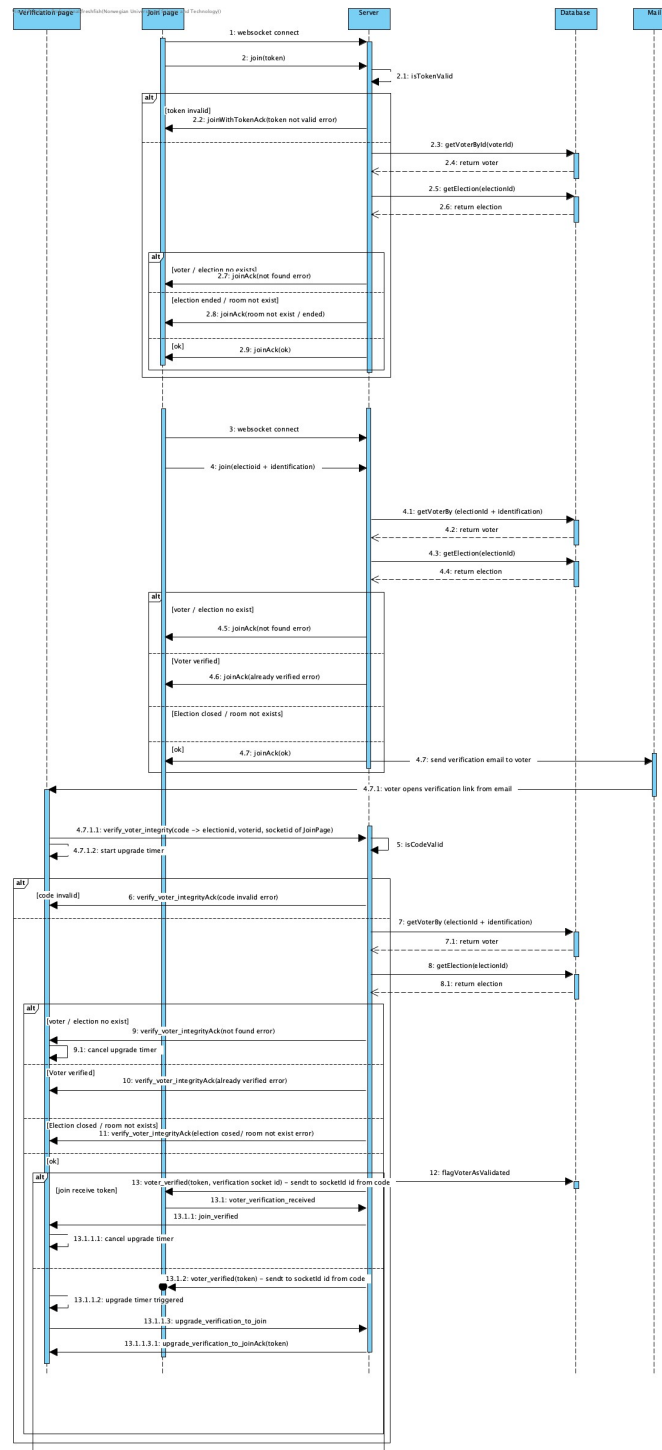 Verification page
Join page
Server
Database
Mail
1: websocket connect
2: join(token)
2.1: isTokenValid
alt
[token invalid]
2.2: joinWithTokenAck(token not valid error)
2.3: getVoterById(voterId)
2.4: return voter
2.5: getElection(electionId)
2.6: return election
alt
[voter / election no exists]
2.7: joinAck(not found error)
[election ended / room not exist]
2.8: joinAck(room not exist / ended)
[ok]
2.9: joinAck(ok)
3: websocket connect
4: join(electioid + identification)
4.1: getVoterBy (electionId + identification)
4.2: return voter
4.3: getElection(electionId)
4.4: return election
alt
[voter / election no exist]
4.5: joinAck(not found error)
[Voter verified]
4.6: joinAck(already verified error)
[Election closed / room not exists]
[ok]
4.7: joinAck(ok)
4.7: send verification email to voter
4.7.1: voter opens verification link from email
4.7.1.1: verify_voter_integrity(code -> electionid, voterid, socketid of JoinPage)
5: isCodeValid
4.7.1.2: start upgrade timer
alt
[code invalid]
6: verify_voter_integrityAck(code invalid error)
7: getVoterBy (electionId + identification)
7.1: return voter
8: getElection(electionId)
8.1: return election
alt
[voter / election no exist]
9: verify_voter_integrityAck(not found error)
9.1: cancel upgrade timer
[Voter verified]
10: verify_voter_integrityAck(already verified error)
[Election closed / room not exists]
11: verify_voter_integrityAck(election cosed/ room not exist error)
[ok]
12: flagVoterAsValidated
alt
13: voter_verified(token, verification socket id) - sendt to socketId id from code
[join receive token]
13.1: voter_verification_received
13.1.1: join_verified
13.1.1.1: cancel upgrade timer
13.1.2: voter_verified(token) - sendt to socketId id from code
13.1.1.2: upgrade timer triggered
13.1.1.3: upgrade_verification_to_join
13.1.1.3.1: upgrade_verification_to_joinAck(token)